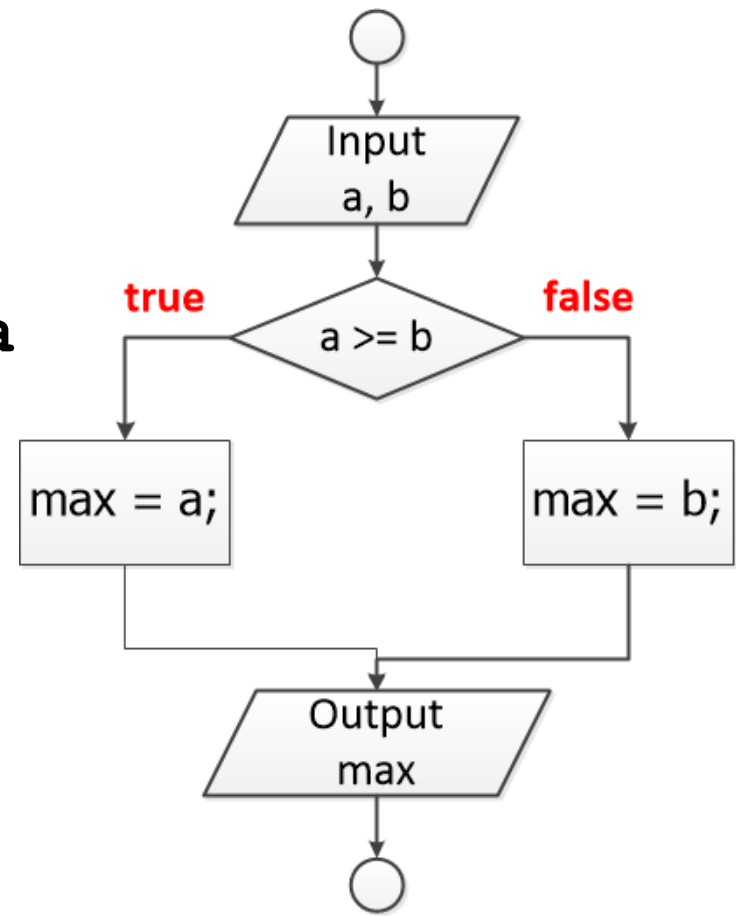 Input
a, b
true
false
a
a >= b
max = a;
max = b;
Output
max